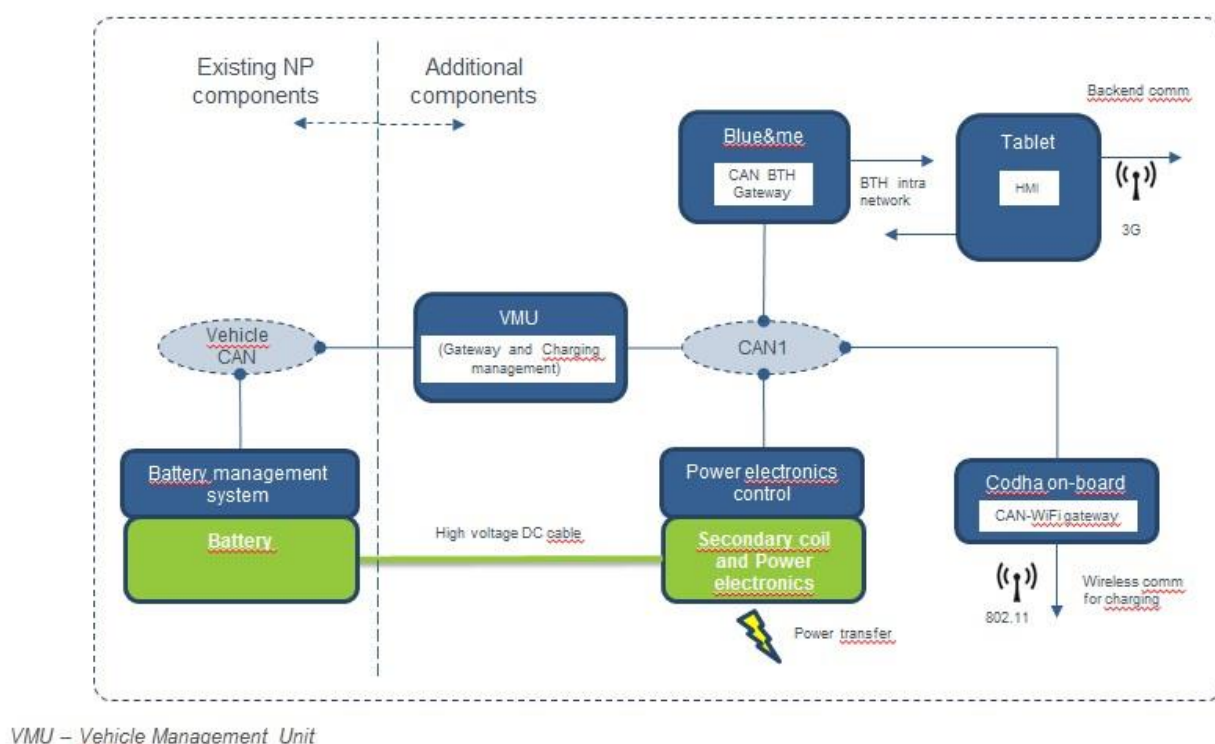 Existing NP
components
Additional
components
Backend comm
Blue&me
CAN BTH
Gateway
BTH intra
network
Tablet
HMI
3G
Vehicle
CAN
VMU
(Gateway and Charging
management)
CAN1
Battery management
system
Battery
High voltage DC cable
Power electronics
control
Secondary coil
and Power
electronics
Power transfer
Codha on-board
CAN-WiFi gateway
802.11
Wireless comm
for charging
VMU – Vehicle Management Unit